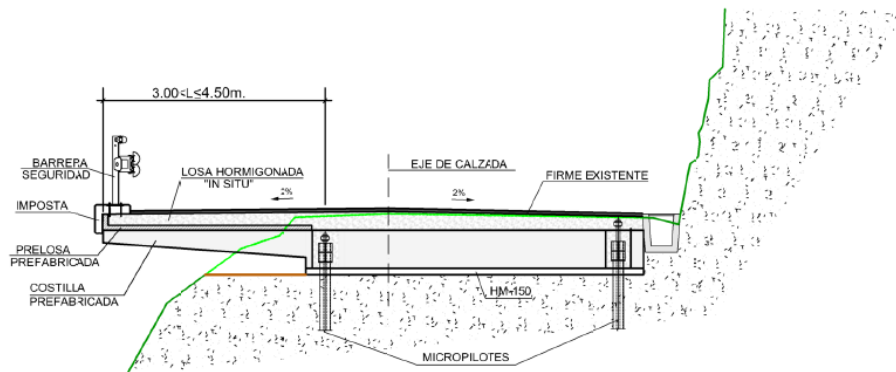 3.00<L≤4.50m.
BARRERA
SEGURIDAD
LOSA HORMIGONADA
"IN SITU"
EJE DE CALZADA
FIRME EXISTENTE
2%
2%
IMPOSTA
PRELOSA
PREFABRICADA
COSTILLA
PREFABRICADA
HM-150
MICROPILOTES